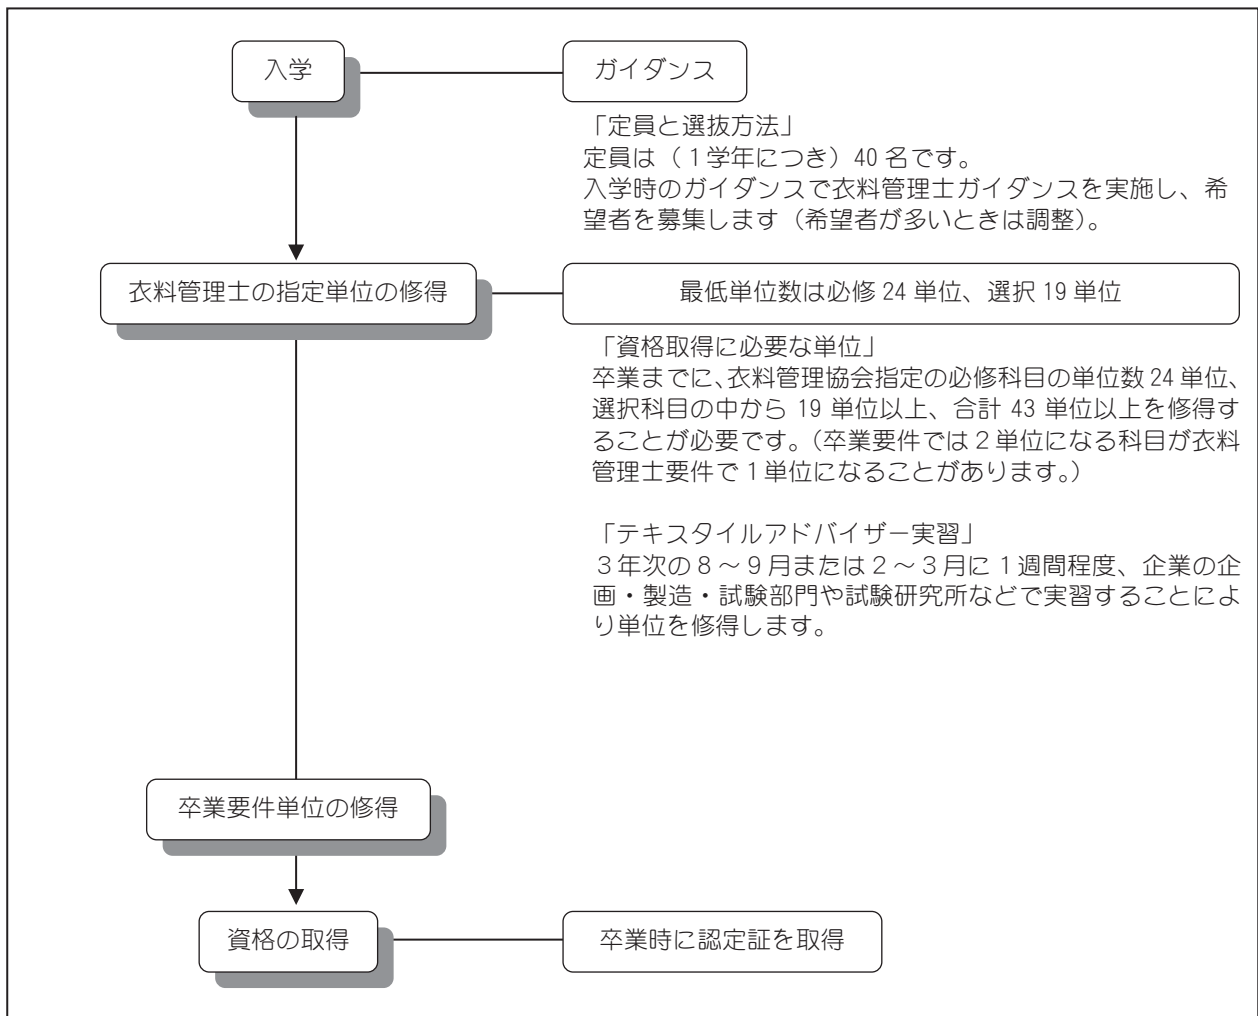 入学
ガイダンス
「定員と選抜方法」
定員は（1学年につき）40名です。
入学時のガイダンスで衣料管理士ガイダンスを実施し、希
望者を募集します（希望者が多いときは調整）。
衣料管理士の指定単位の修得
最低単位数は必修24単位、選択19単位
「資格取得に必要な単位」
卒業までに、衣料管理協会指定の必修科目の単位数24単位、
選択科目の中から 19 単位以上、合計 43 単位以上を修得す
ることが必要です。（卒業要件では2単位になる科目が衣料
管理士要件で1単位になることがあります。）
「テキスタイルアドバイザー実習」
3年次の8～9月または2～3月に1週間程度、企業の企
画・製造・試験部門や試験研究所などで実習することによ
り単位を修得します。
卒業要件単位の修得
資格の取得
卒業時に認定証を取得